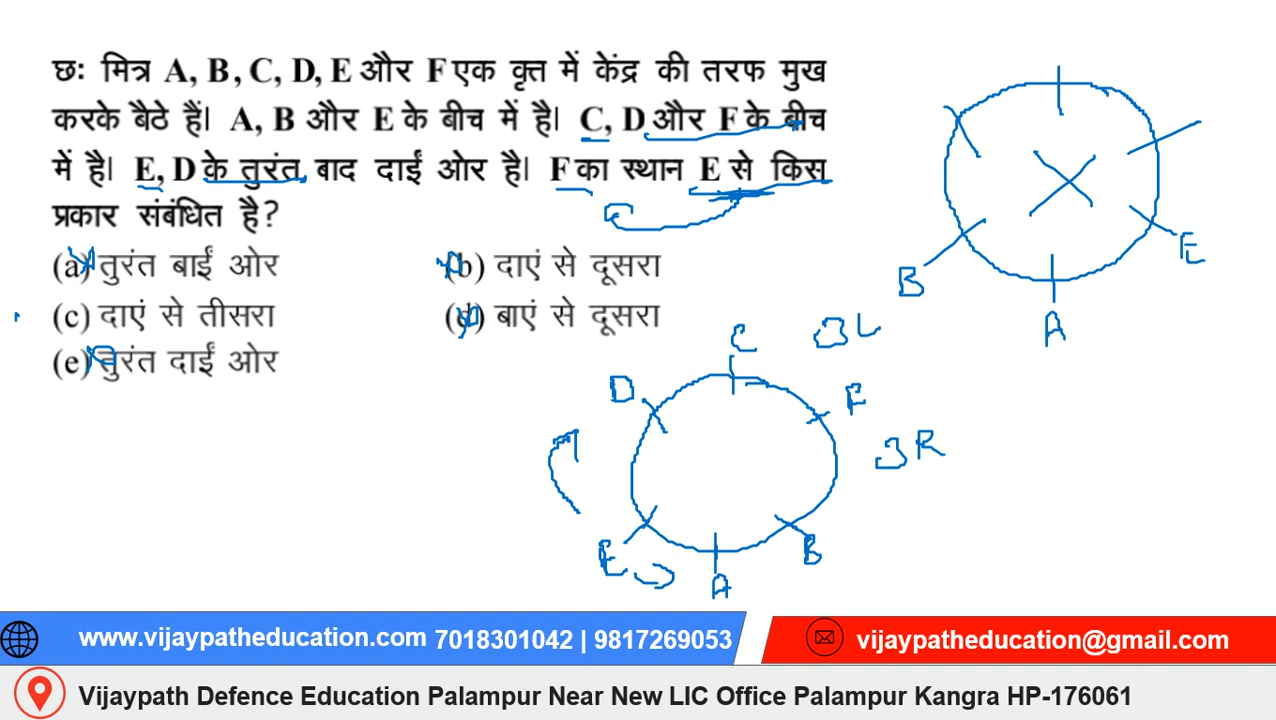 छः मित्र A, B, C, D, E और F एक वृत्त में केंद्र की तरफ मुख
करके बैठे हैं। A, B और E के बीच में है। C, D और F के बीच
में है। E, D के तुरंत बाद दाईं ओर है। F का स्थान E से किस
प्रकार संबंधित है?
(a) तुरंत बाईं ओर
(b) दाएं से दूसरा
(c) दाएं से तीसरा
(d) बाएं से दूसरा
(e) तुरंत दाईं ओर
B
E
A
C
3L
D
F
3R
E
A
B
www.vijaypatheducation.com 7018301042 | 9817269053
vijaypatheducation@gmail.com
Vijaypath Defence Education Palampur Near New LIC Office Palampur Kangra HP-176061